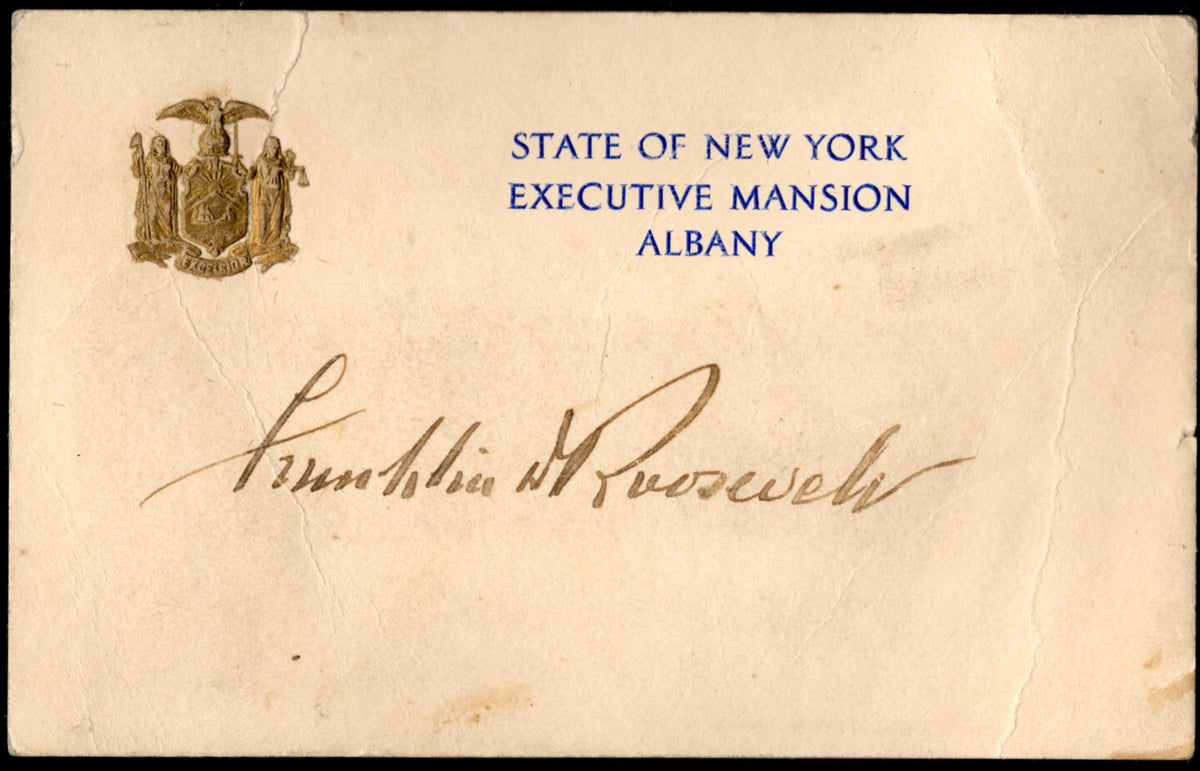 STATE OF NEW YORK
EXECUTIVE MANSION
ALBANY
EXCELSIOR
Franklin D Roosevelt